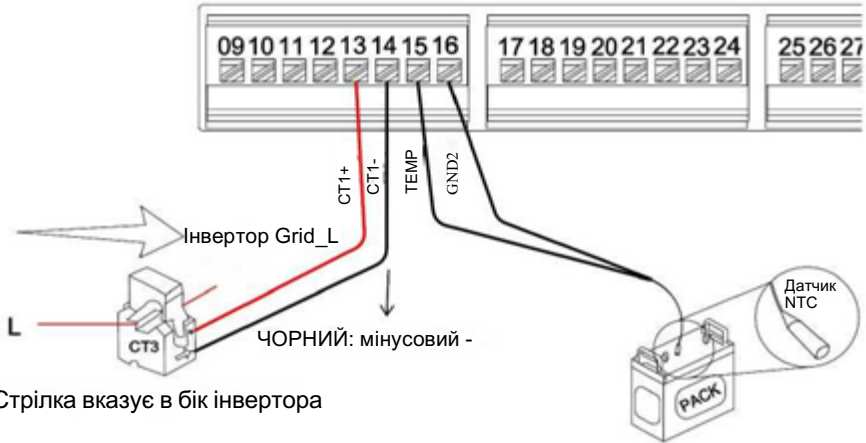 09 10 11 12 13 14 15 16
17 18 19 20 21 22 23 24
25 26 27
CT1+
CT1-
TEMP
GND2
Інвертор Grid_L
Датчик
NTC
L
CT3
ЧОРНИЙ: мінусовий -
PACK
Стрілка вказує в бік інвертора